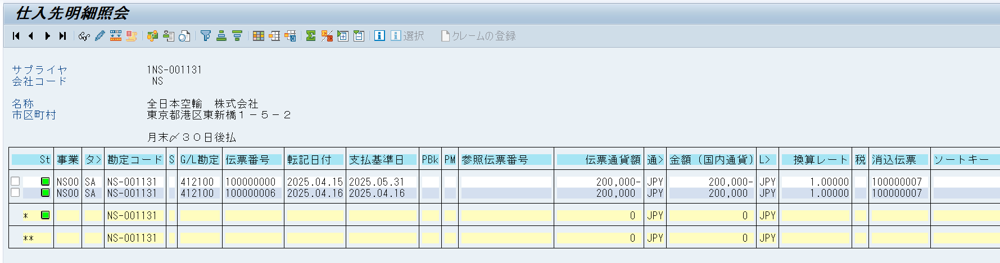 仕入先明細照会
選択 クレームの登録
サプライヤ 1NS-001131
会社コード NS
名称 全日本空輸　株式会社
市区町村 東京都港区東新橋１－５－２
月末〆３０日後払
St 事業 タ> 勘定コード S G/L勘定 伝票番号 転記日付 支払基準日 PBk PM 参照伝票番号 伝票通貨額 通> 金額（国内通貨） L> 換算レート 税 消込伝票 ソートキー
NS00 SA NS-001131 412100 100000000 2025.04.15 2025.05.31 200,000- JPY 200,000- JPY 1.00000 100000007
NS00 SA NS-001131 412100 100000006 2025.04.16 2025.04.16 200,000 JPY 200,000 JPY 1.00000 100000007
* NS-001131 0 JPY 0 JPY
** NS-001131 0 JPY 0 JPY